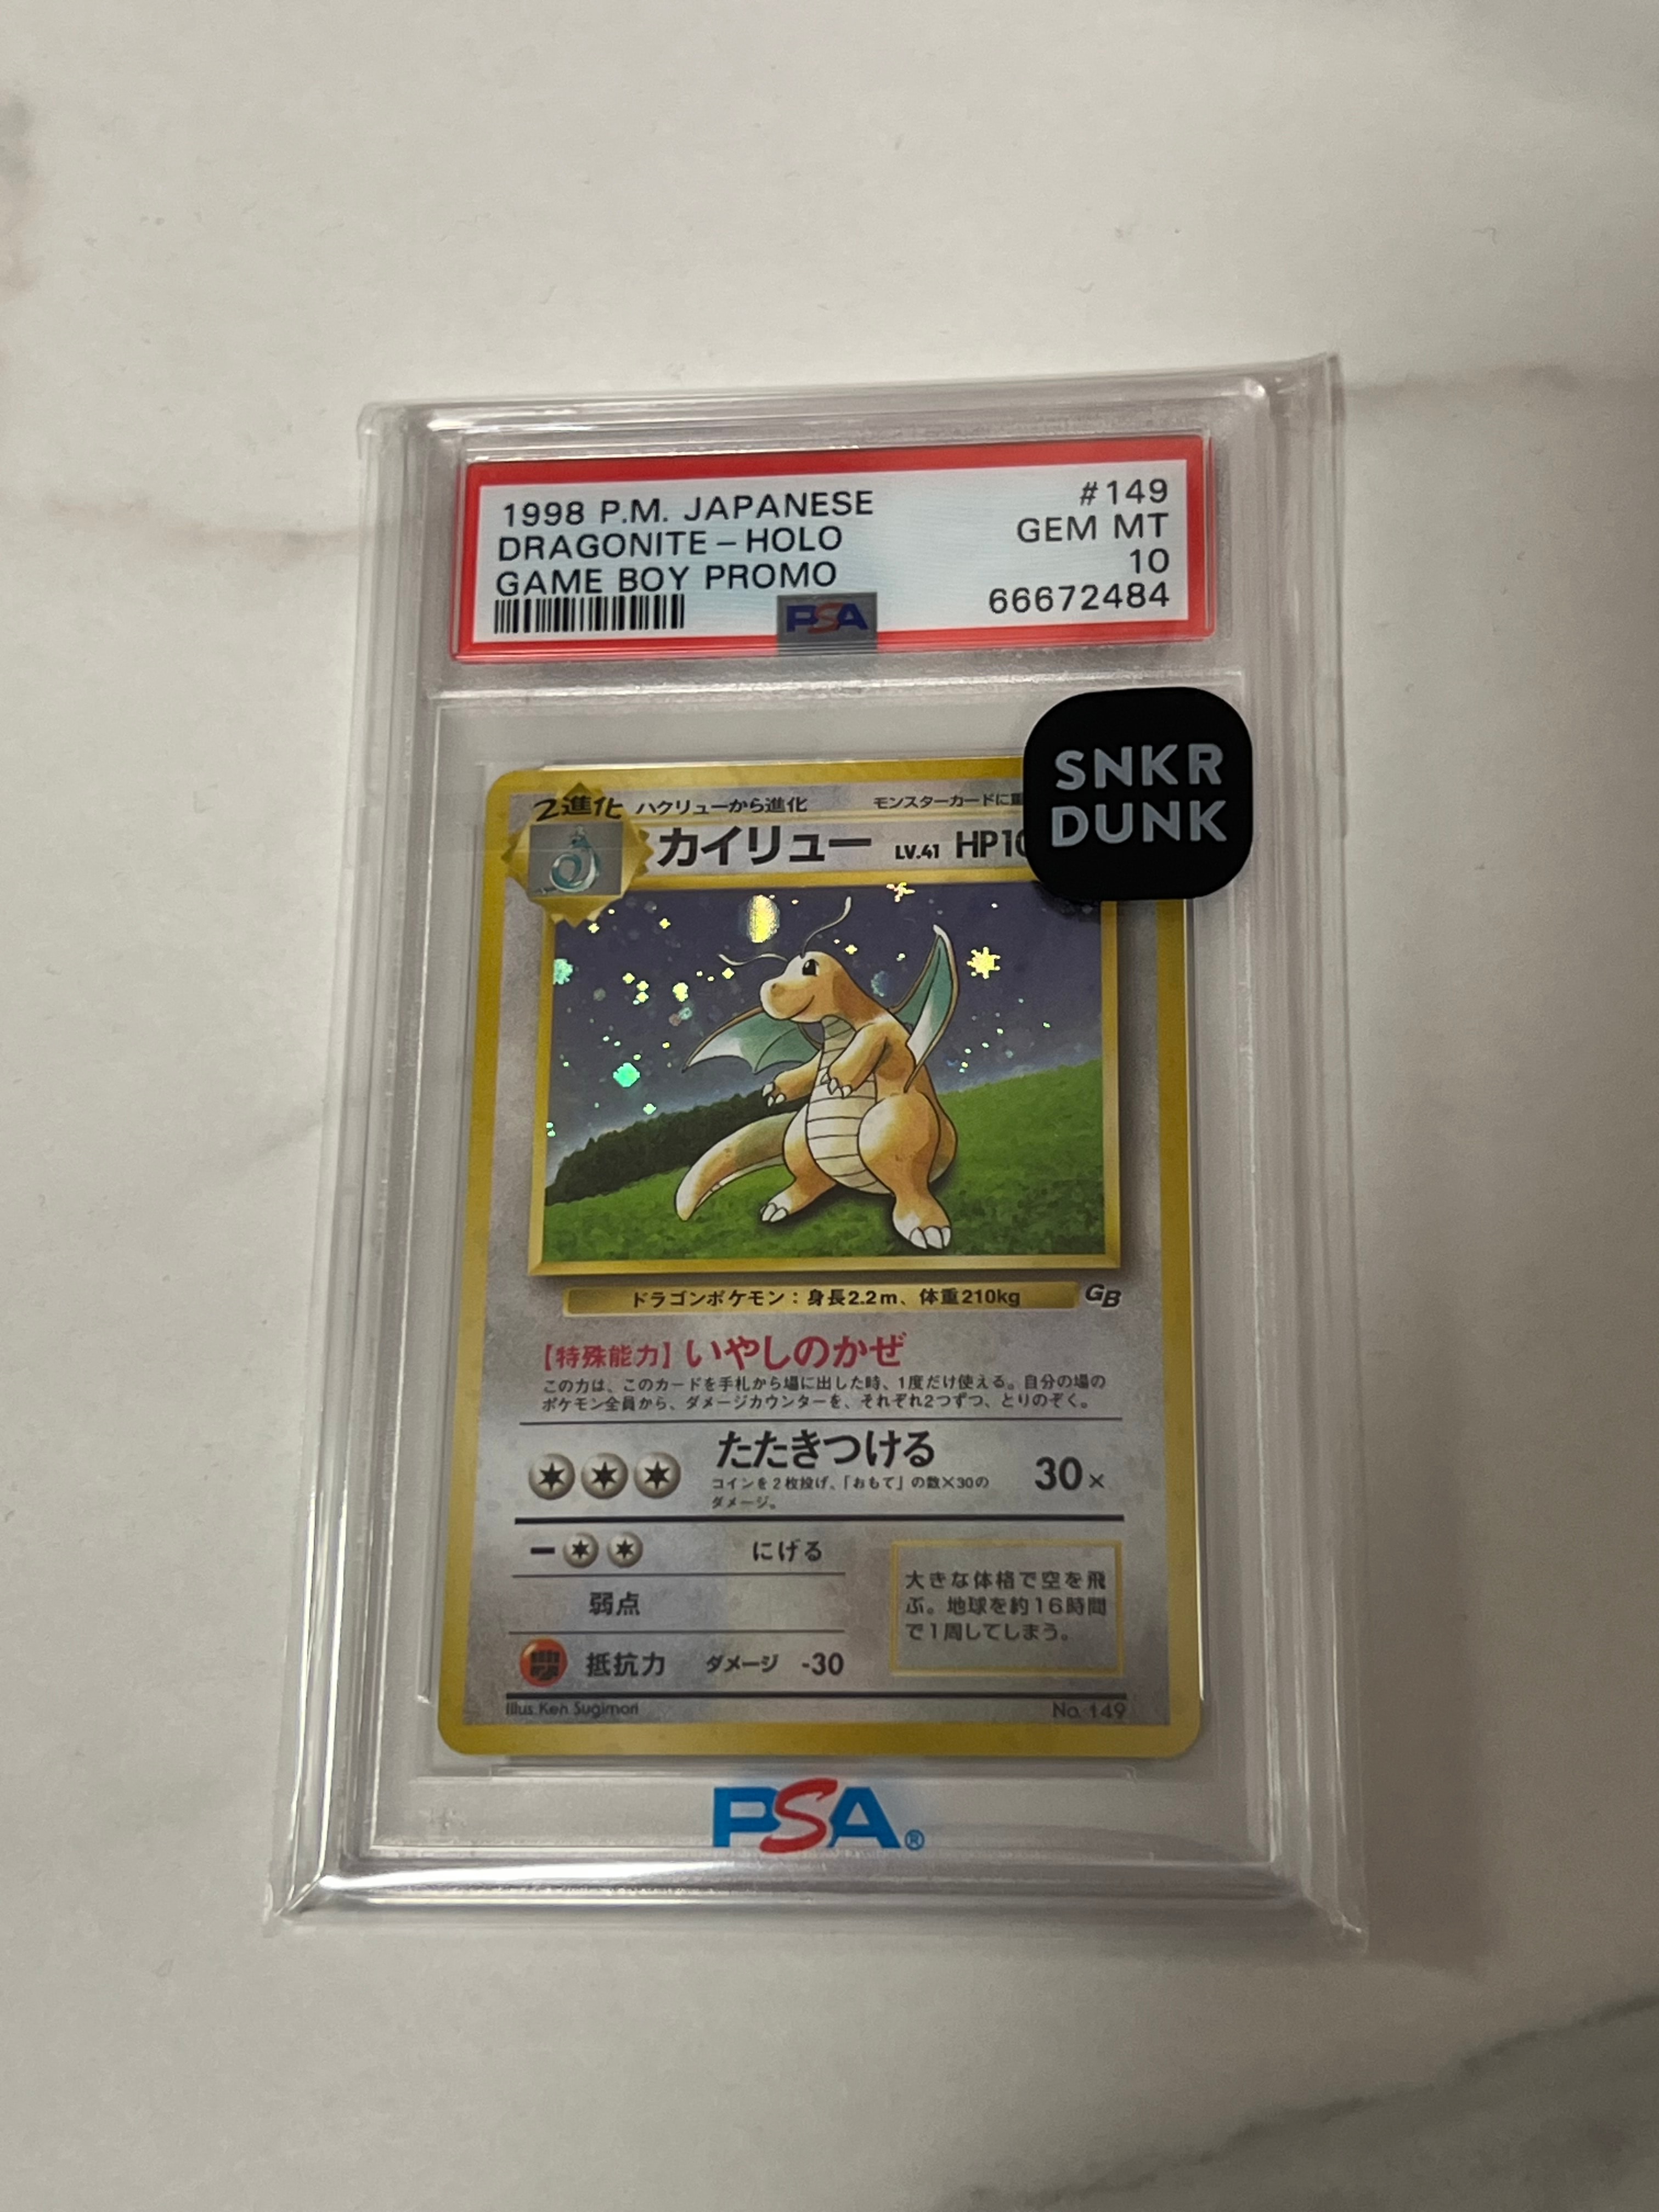 1998 P.M. JAPANESE
DRAGONITE-HOLO
GAME BOY PROMO
#149
GEM MT
10
66672484
PSA
SNKR
DUNK
2進化 ハクリューから進化 モンスターカードに
カイリュー LV.41
ドラゴンポケモン:身長2.2m、体重210kg GB
【特殊能力】いやしのかぜ
この力は、このカードを手札から場に出した時、1度だけ使える。自分の場の
ポケモン全員から、ダメージカウンターを、それぞれ2つずつ、とりのぞく。
たたきつける 30×
コインを2枚投げ、「おもて」の数×30の
ダメージ。
にげる
弱点
抵抗力 ダメージ -30
大きな体格で空を飛
ぶ。地球を約16時間
で1周してしまう。
Illus. Ken Sugimori No. 149
PSA®